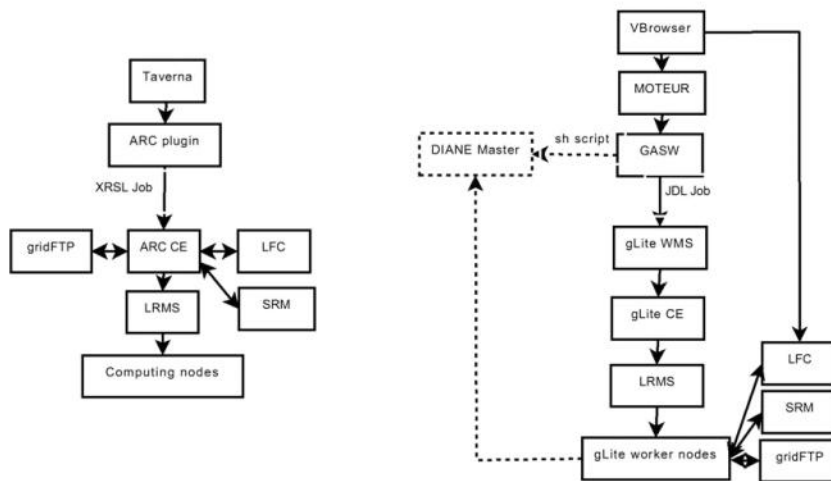 Taverna
ARC plugin
XRSL Job
gridFTP
ARC CE
LFC
LRMS
SRM
Computing nodes
VBrowser
MOTEUR
DIANE Master
sh script
GASW
JDL Job
gLite WMS
gLite CE
LFC
LRMS
SRM
gLite worker nodes
gridFTP